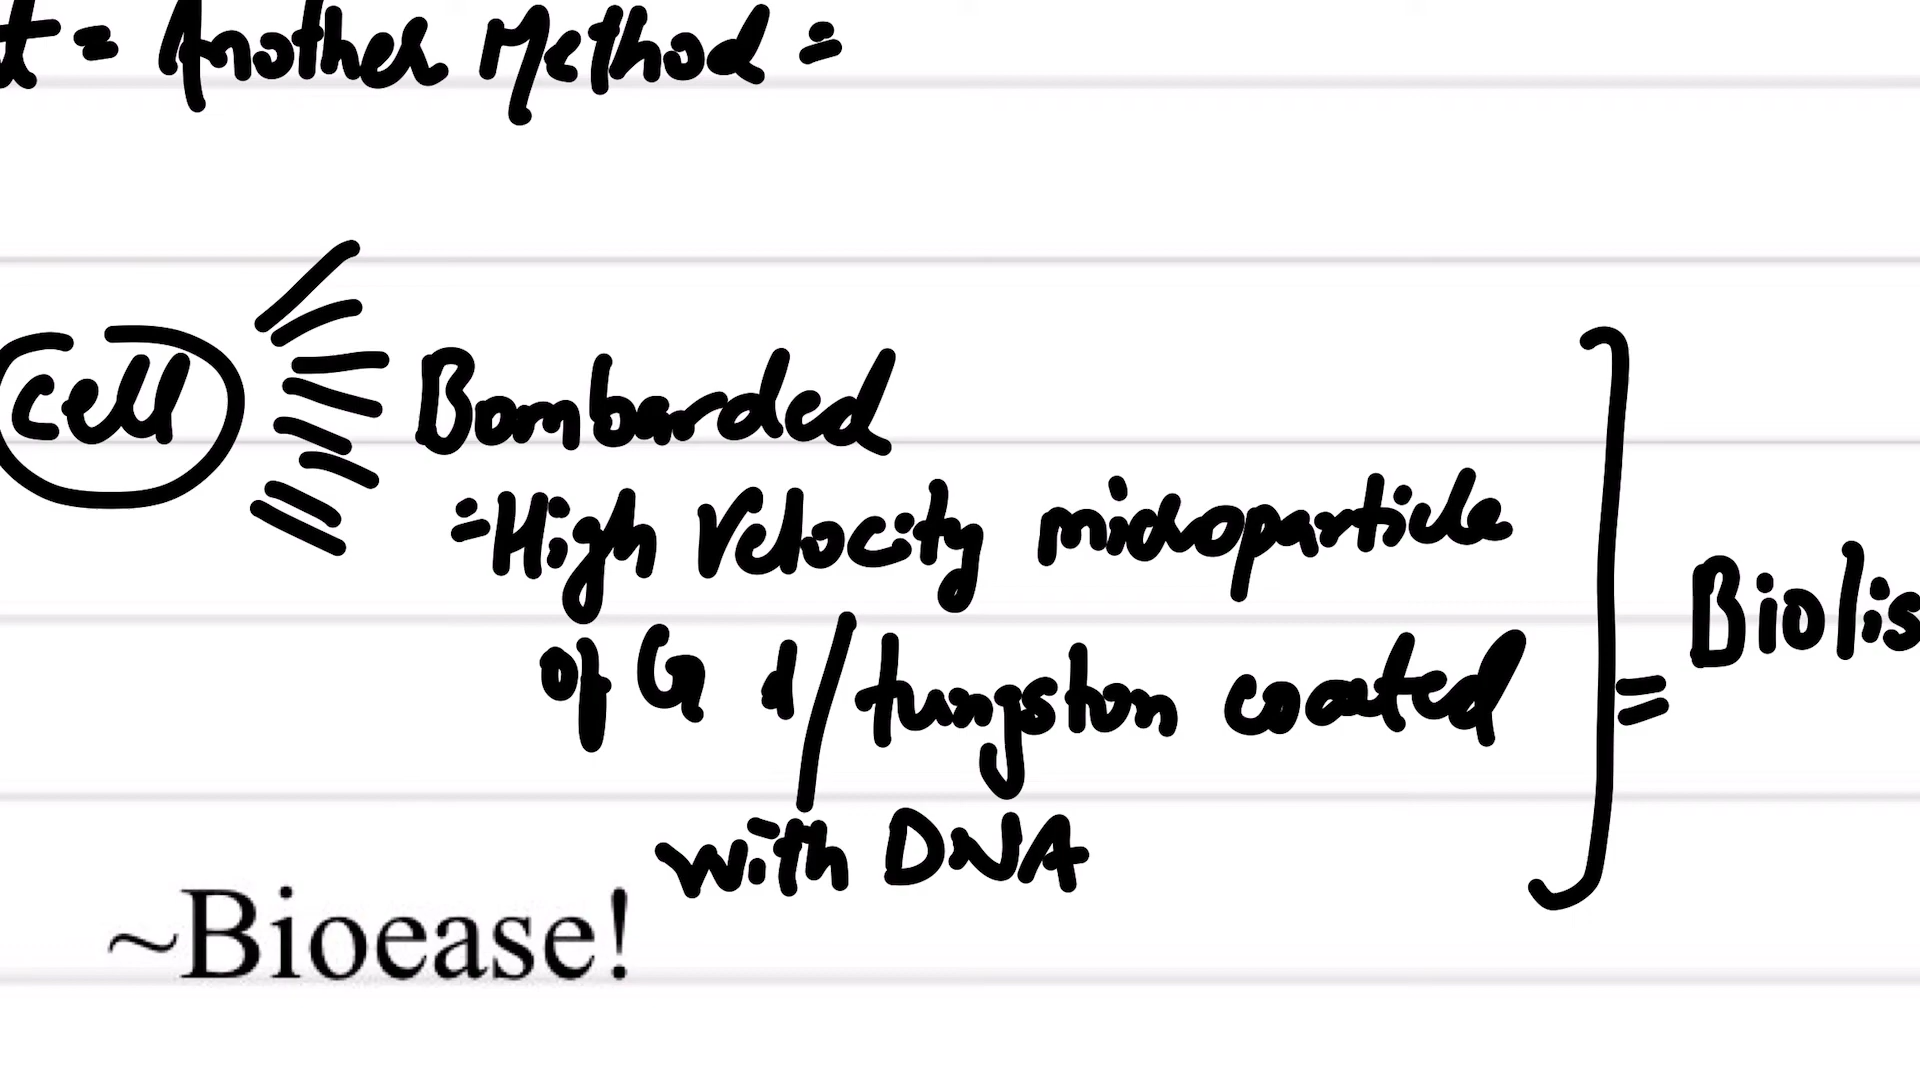 t = Another Method =
cell
Bombarded
= High Velocity microparticle
of G d/tungston coated
with DNA
= Biolis
~Bioease!